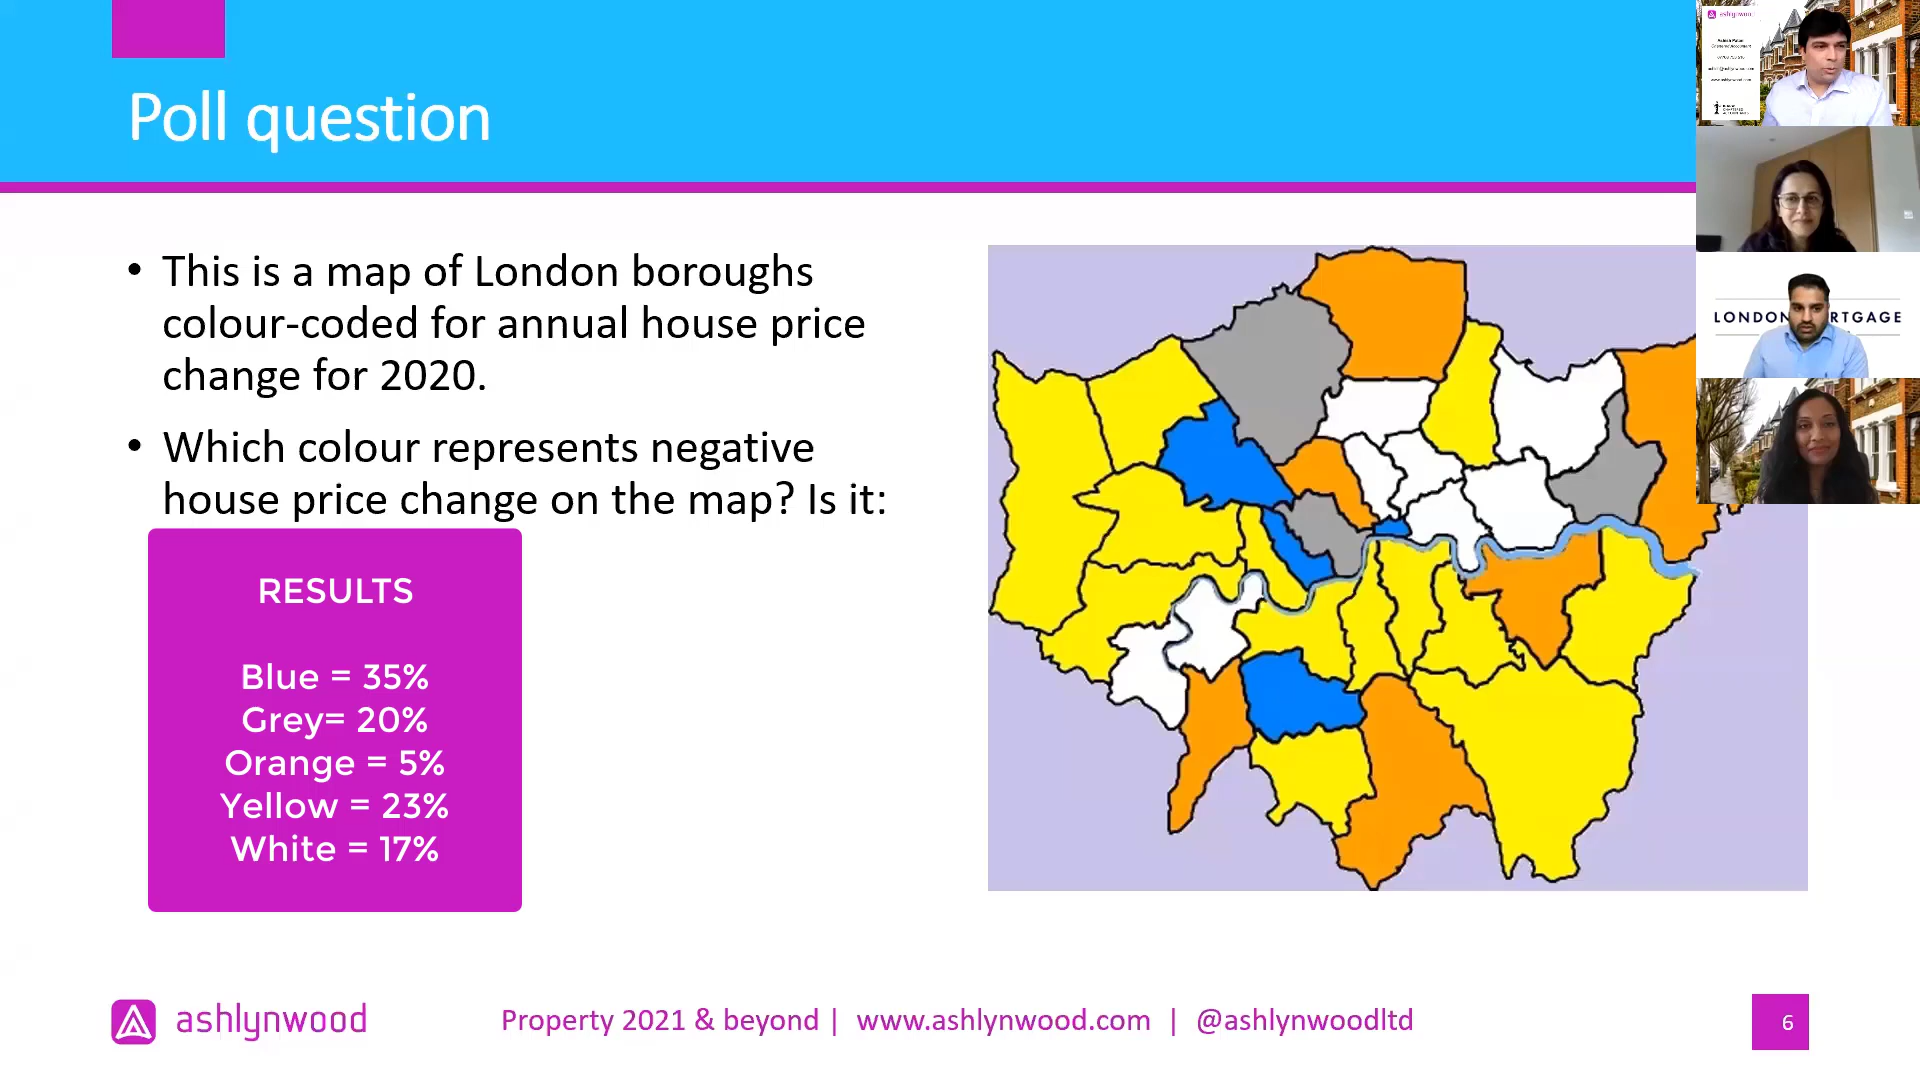 Poll question
• This is a map of London boroughs
colour-coded for annual house price
change for 2020.
• Which colour represents negative
house price change on the map? Is it:
RESULTS
Blue = 35%
Grey= 20%
Orange = 5%
Yellow = 23%
White = 17%
ashlynwood
LONDON
RTGAGE
ashlynwood
Property 2021 & beyond | www.ashlynwood.com | @ashlynwoodltd
6